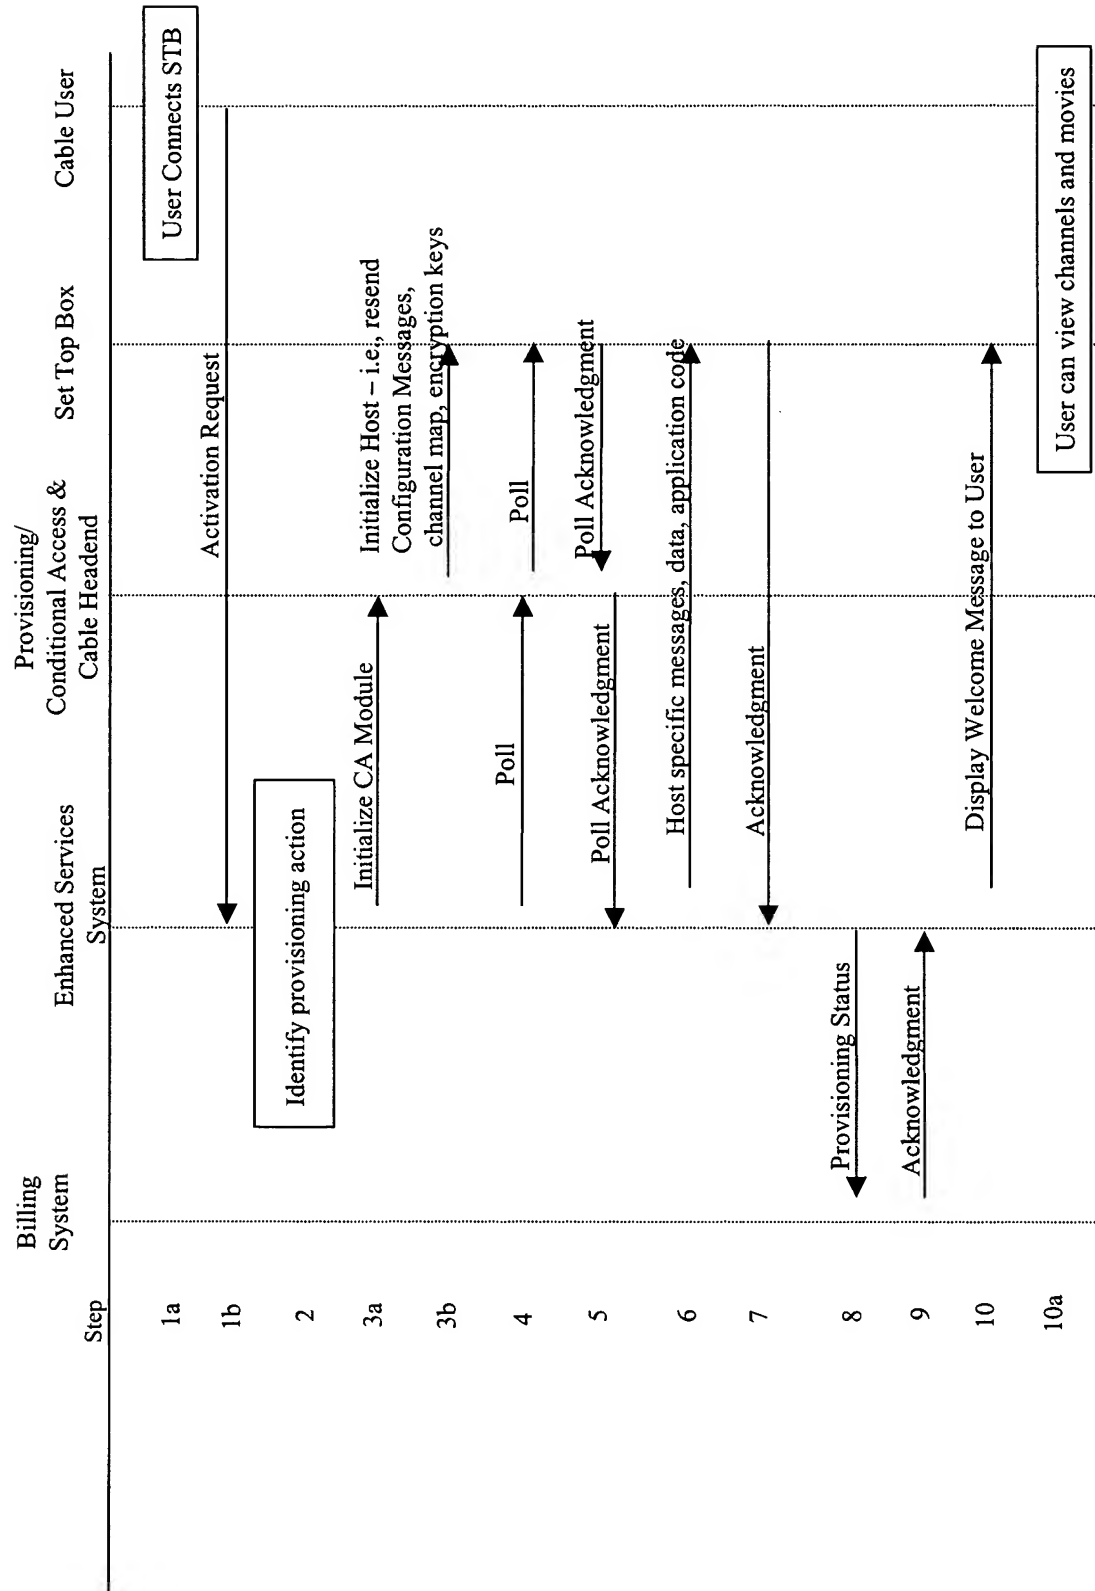 Step
Billing
System
Enhanced Services
System
Provisioning/
Conditional Access &
Cable Headend
Set Top Box
Cable User
1a
User Connects STB
1b
Activation Request
2
Identify provisioning action
3a
Initialize CA Module
Initialize Host – i.e., resend
Configuration Messages,
channel map, encryption keys
3b
4
Poll
Poll
5
Poll Acknowledgment
Poll Acknowledgment
6
Host specific messages, data, application code
7
Acknowledgment
8
Provisioning Status
9
Acknowledgment
10
Display Welcome Message to User
10a
User can view channels and movies